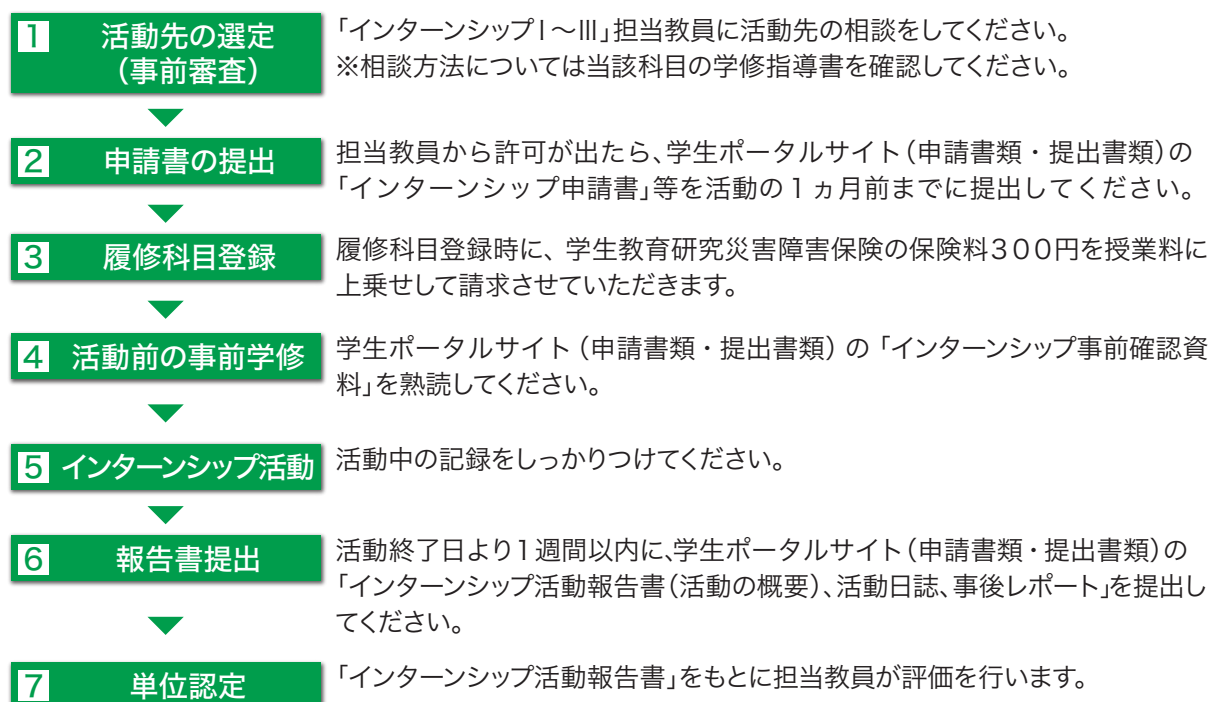 1 活動先の選定
（事前審査）
「インターンシップⅠ～Ⅲ」担当教員に活動先の相談をしてください。
※相談方法については当該科目の学修指導書を確認してください。
2 申請書の提出
担当教員から許可が出たら、学生ポータルサイト（申請書類・提出書類）の
「インターンシップ申請書」等を活動の１ヵ月前までに提出してください。
3 履修科目登録
履修科目登録時に、学生教育研究災害障害保険の保険料３００円を授業料に
上乗せして請求させていただきます。
4 活動前の事前学修
学生ポータルサイト（申請書類・提出書類）の「インターンシップ事前確認資
料」を熟読してください。
5 インターンシップ活動
活動中の記録をしっかりつけてください。
6 報告書提出
活動終了日より１週間以内に、学生ポータルサイト（申請書類・提出書類）の
「インターンシップ活動報告書（活動の概要）、活動日誌、事後レポート」を提出し
てください。
7 単位認定
「インターンシップ活動報告書」をもとに担当教員が評価を行います。